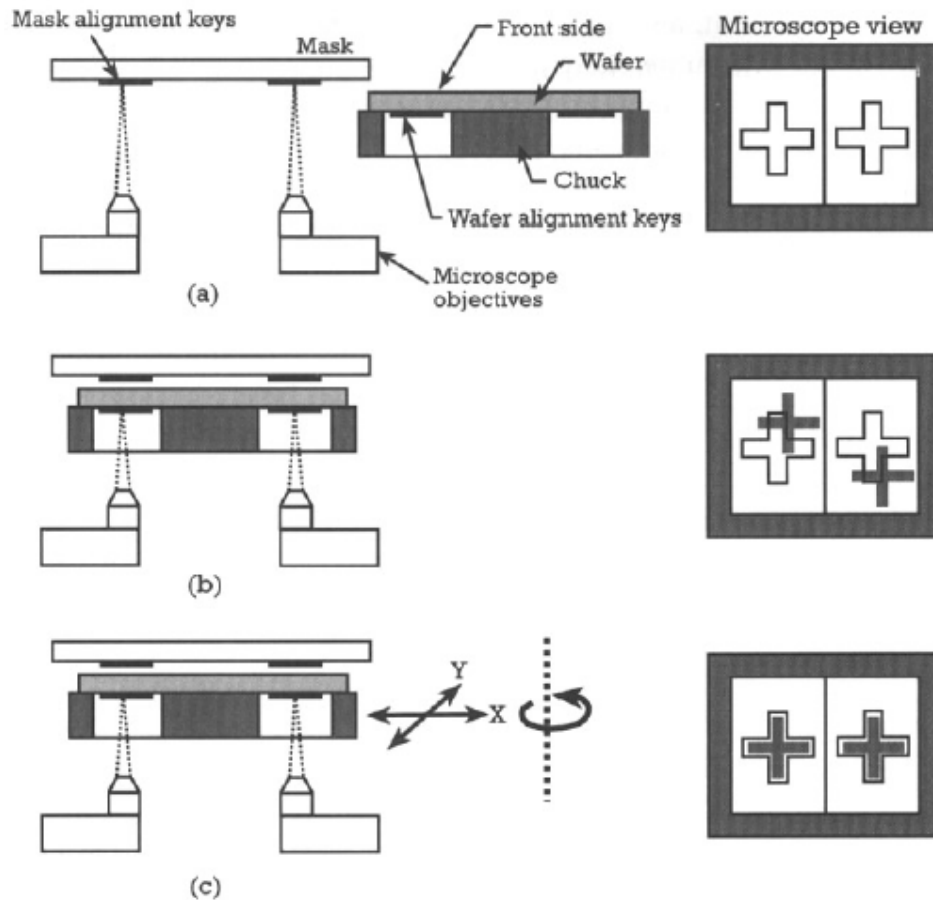 Mask alignment keys
Mask
Front side
Wafer
Microscope view
Chuck
Wafer alignment keys
Microscope
objectives
(a)
(b)
Y
X
(c)